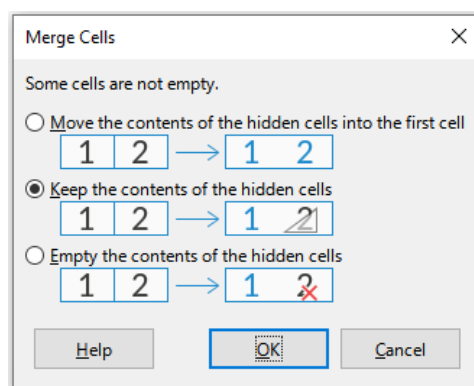 Merge Cells
Some cells are not empty.
Move the contents of the hidden cells into the first cell
1 2 → 1 2
Keep the contents of the hidden cells
1 2 → 1 2
Empty the contents of the hidden cells
1 2 → 1 2
Help OK Cancel